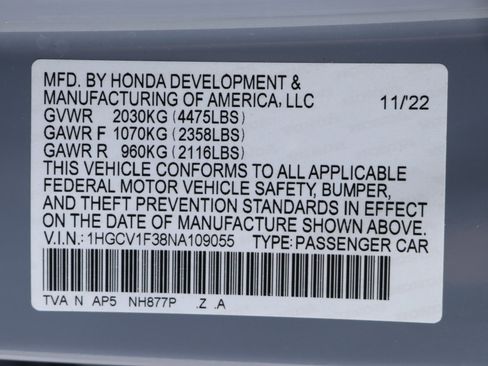 MFD. BY HONDA DEVELOPMENT &
MANUFACTURING OF AMERICA, LLC 11/'22
GVWR 2030KG (4475LBS)
GAWR F 1070KG (2358LBS)
GAWR R 960KG (2116LBS)
THIS VEHICLE CONFORMS TO ALL APPLICABLE
FEDERAL MOTOR VEHICLE SAFETY, BUMPER,
AND THEFT PREVENTION STANDARDS IN EFFECT
ON THE DATE OF MANUFACTURE SHOWN ABOVE.
V.I.N.: 1HGCV1F38NA109055 TYPE: PASSENGER CAR
TVA N AP5 NH877P .Z .A